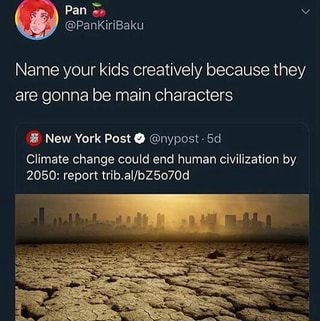 Pan 🍒
@PanKiriBaku
Name your kids creatively because they
are gonna be main characters
New York Post @nypost · 5d
Climate change could end human civilization by
2050: report trib.al/bZ5o70d